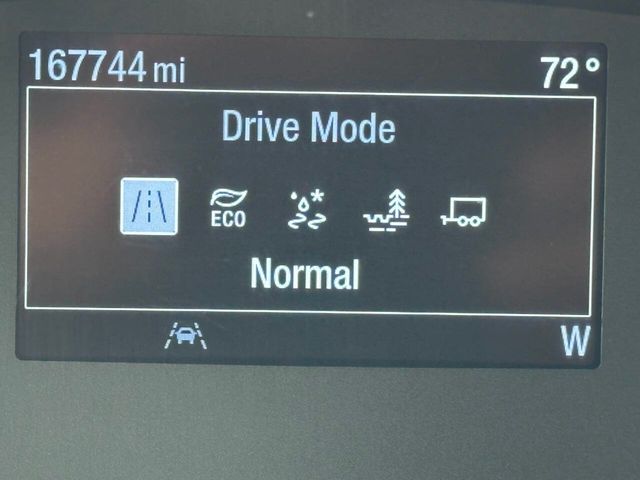 167744 mi 72°
Drive Mode
ECO
Normal
W